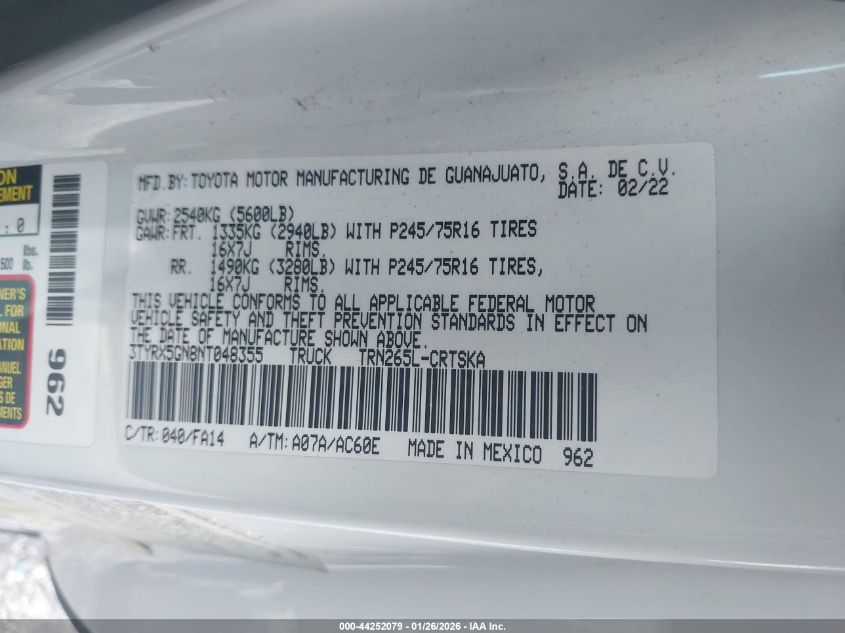 MFD.BY:TOYOTA MOTOR MANUFACTURING DE GUANAJUATO, S.A. DE C.V.
DATE: 02/22
GVWR:2540KG (5600LB)
GAWR:FRT. 1335KG (2940LB) WITH P245/75R16 TIRES
16X7J RIMS.
RR. 1490KG (3280LB) WITH P245/75R16 TIRES,
16X7J RIMS.
THIS VEHICLE CONFORMS TO ALL APPLICABLE FEDERAL MOTOR
VEHICLE SAFETY AND THEFT PREVENTION STANDARDS IN EFFECT ON
THE DATE OF MANUFACTURE SHOWN ABOVE.
3TYRX5GN8NT048355 TRUCK TRN265L-CRTSKA
C/TR:040/FA14 A/TM:A07A/AC60E MADE IN MEXICO 962
: 0
lbs.
500 lb.
962
000-44252079 - 01/26/2026 - IAA Inc.